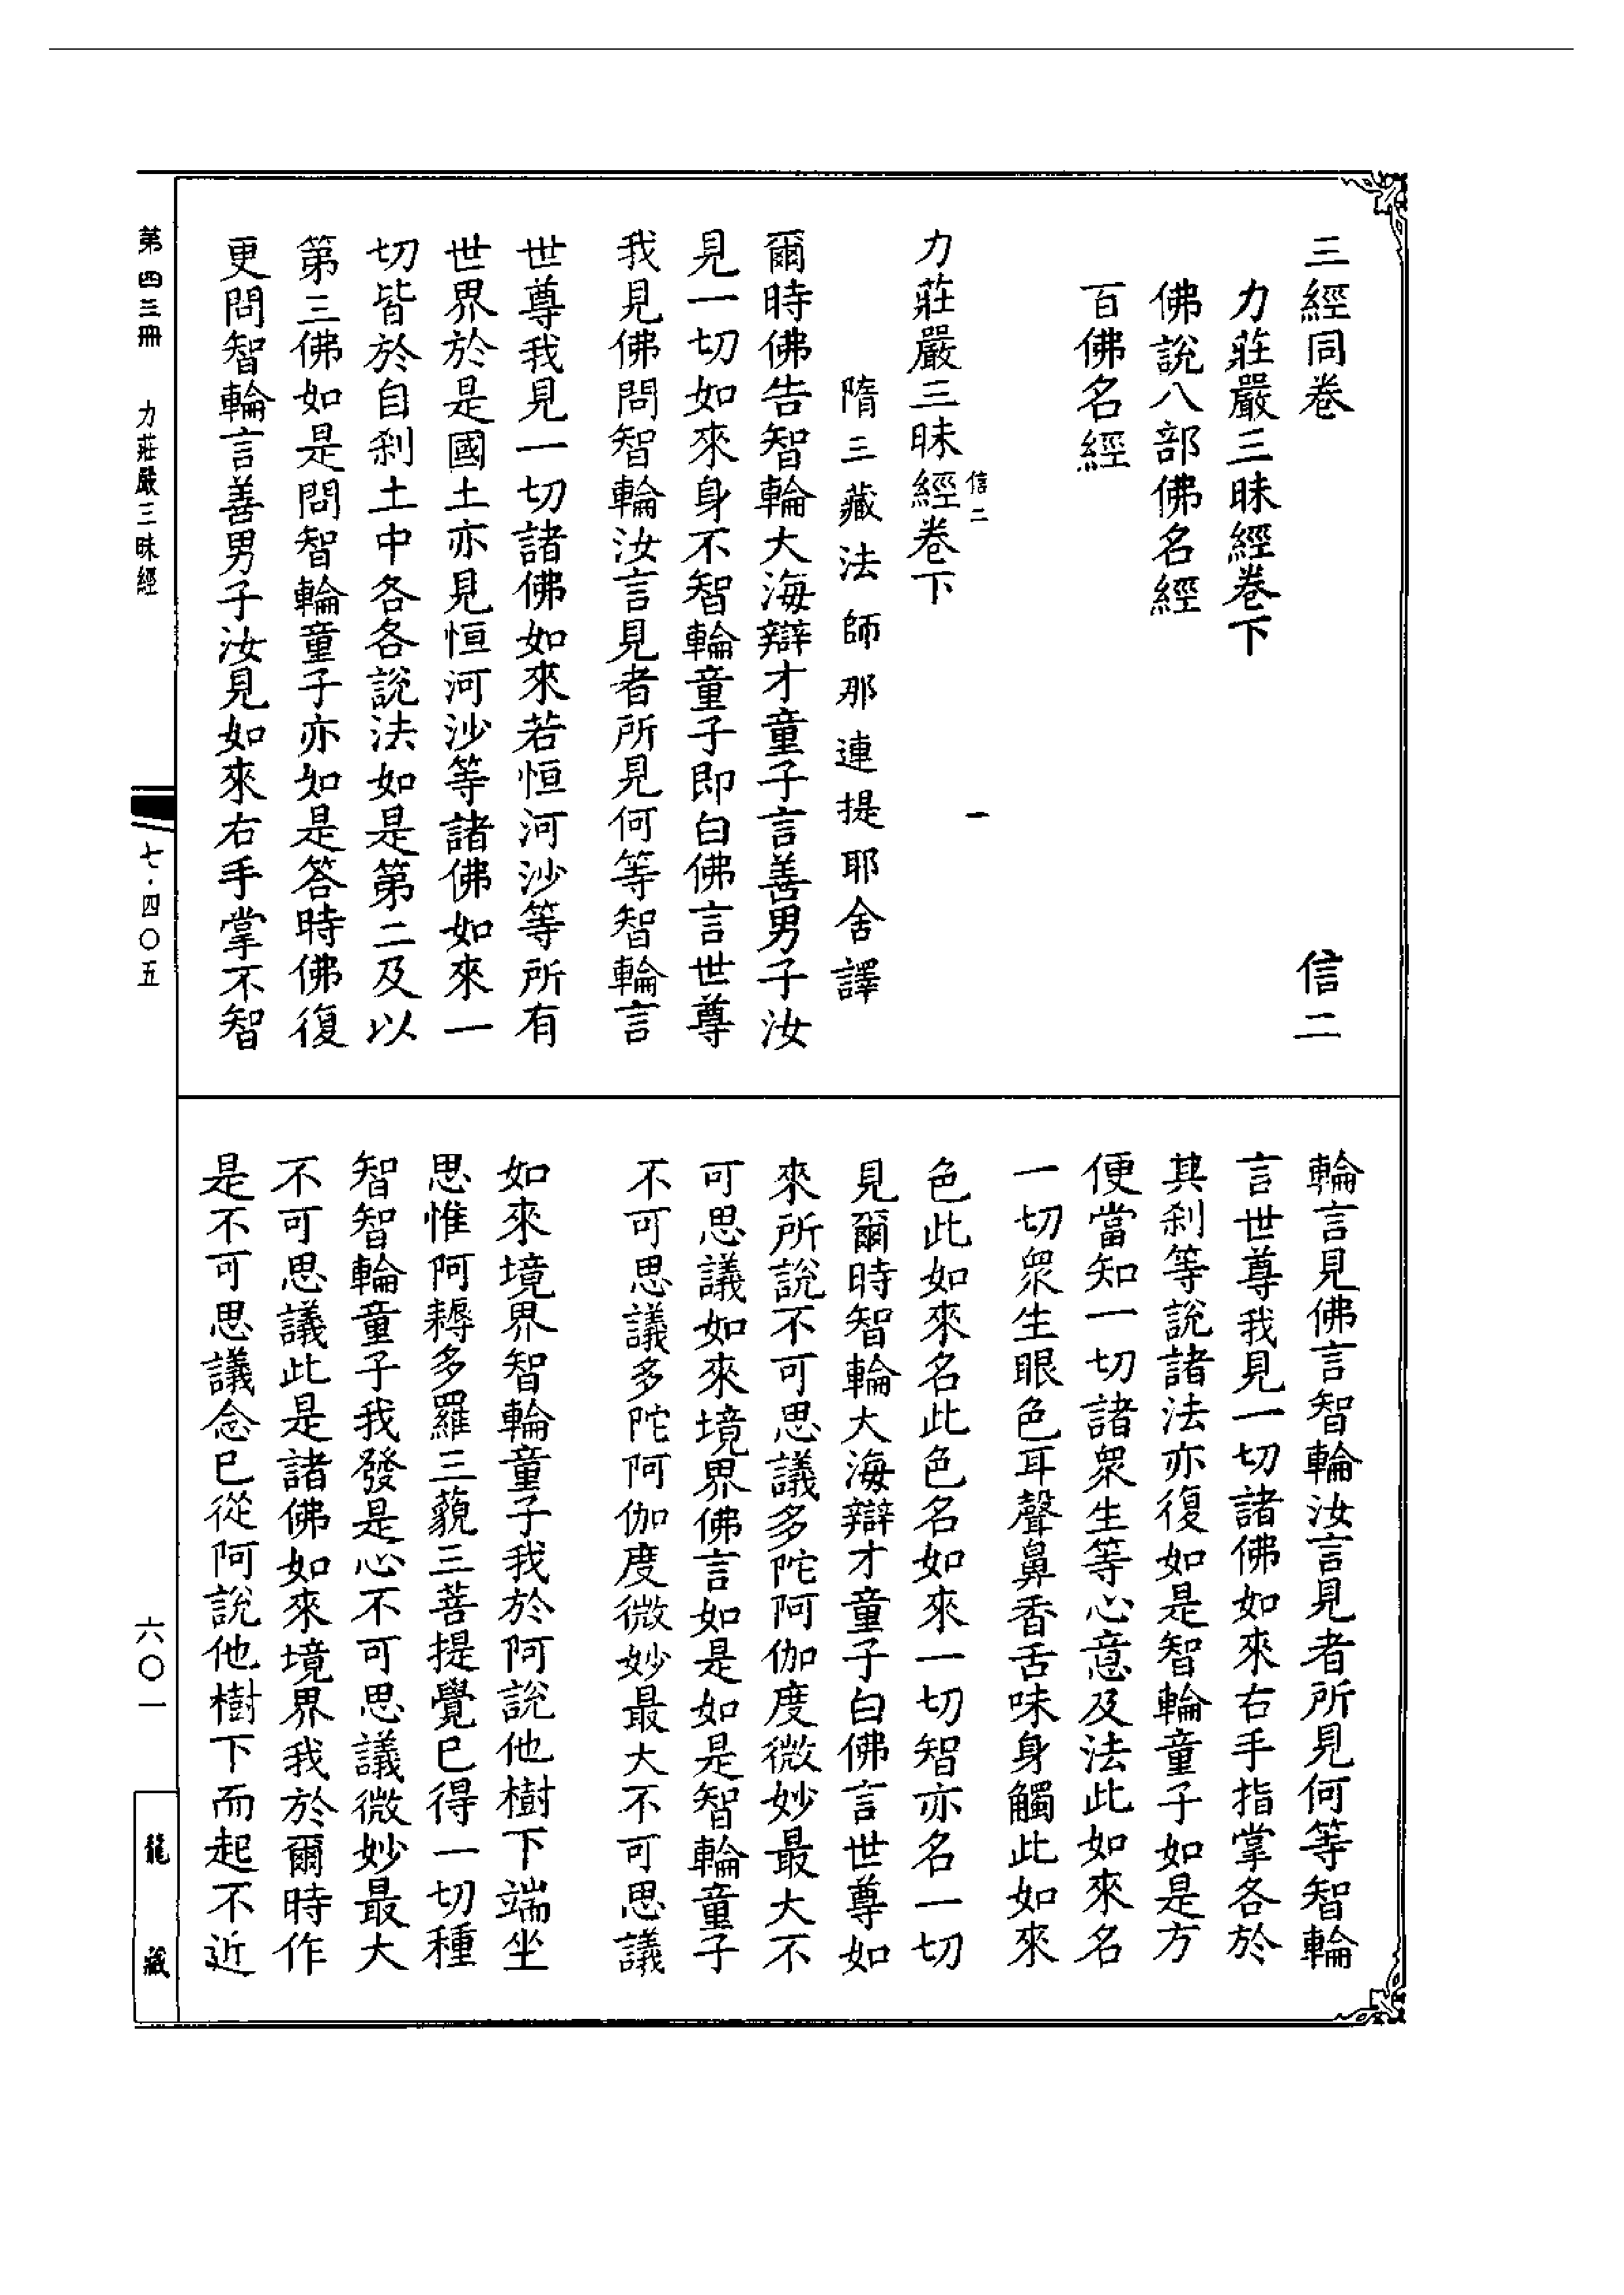 三經同卷　信二
力莊嚴三昧經卷下
佛說八部佛名經
百佛名經
信二　一
力莊嚴三昧經卷下
隋三藏法師那連提耶舍譯
爾時佛告智輪大海辯才童子言善男子汝
見一切如來身不智輪童子即白佛言世尊
我見佛問智輪汝言見者所見何等智輪言
世尊我見一切諸佛如來若恒河沙等所有
世界於是國土亦見恒河沙等諸佛如來一
切皆於自剎土中各各說法如是第二及以
第三佛如是問智輪童子亦如是答時佛復
更問智輪言善男子汝見如來右手掌不智
輪言見佛言智輪汝言見者所見何等智輪
言世尊我見一切諸佛如來右手指掌各於
其剎等說諸法亦復如是智輪童子如是方
便當知一切諸眾生等心意及法此如來名
一切眾生眼色耳聲鼻香舌味身觸此如來
色此如來名此色名如來一切智亦名一切
見爾時智輪大海辯才童子白佛言世尊如
來所說不可思議多陀阿伽度微妙最大不
可思議如來境界佛言如是如是智輪童子
不可思議多陀阿伽度微妙最大不可思議
如來境界智輪童子我於阿說他樹下端坐
思惟阿耨多羅三藐三菩提覺已得一切種
智智輪童子我發是心不可思議微妙最大
不可思議此是諸佛如來境界我於爾時作
是不可思議念已從阿說他樹下而起不近
第四三冊　力莊嚴三昧經
七·四〇五
六〇一
龍藏